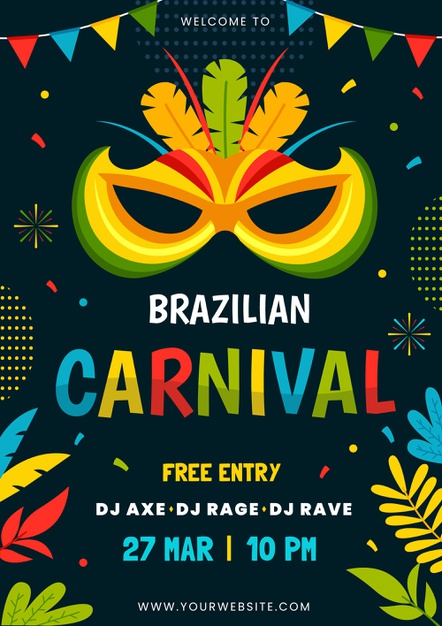 WELCOME TO
BRAZILIAN
CARNIVAL
FREE ENTRY
DJ AXE♦DJ RAGE♦DJ RAVE
27 MAR | 10 PM
WWW.YOURWEBSITE.COM